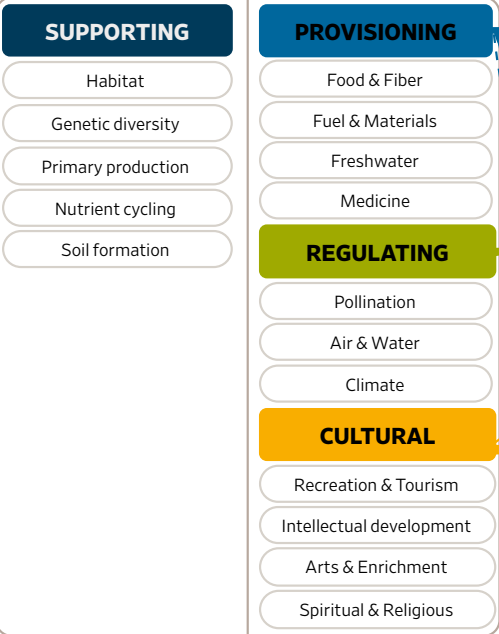 SUPPORTING
Habitat
Genetic diversity
Primary production
Nutrient cycling
Soil formation
PROVISIONING
Food & Fiber
Fuel & Materials
Freshwater
Medicine
REGULATING
Pollination
Air & Water
Climate
CULTURAL
Recreation & Tourism
Intellectual development
Arts & Enrichment
Spiritual & Religious